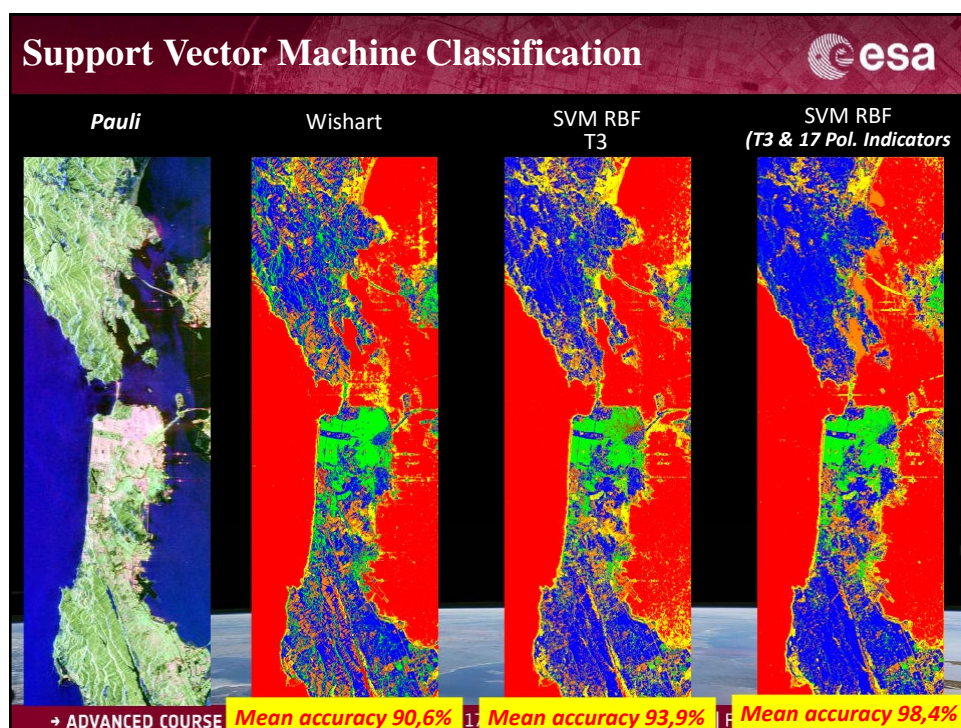 Support Vector Machine Classification
esa
Pauli
Wishart
SVM RBF
T3
SVM RBF
(T3 & 17 Pol. Indicators
Mean accuracy 90,6%
Mean accuracy 93,9%
Mean accuracy 98,4%
→ ADVANCED COURSE
17
| F